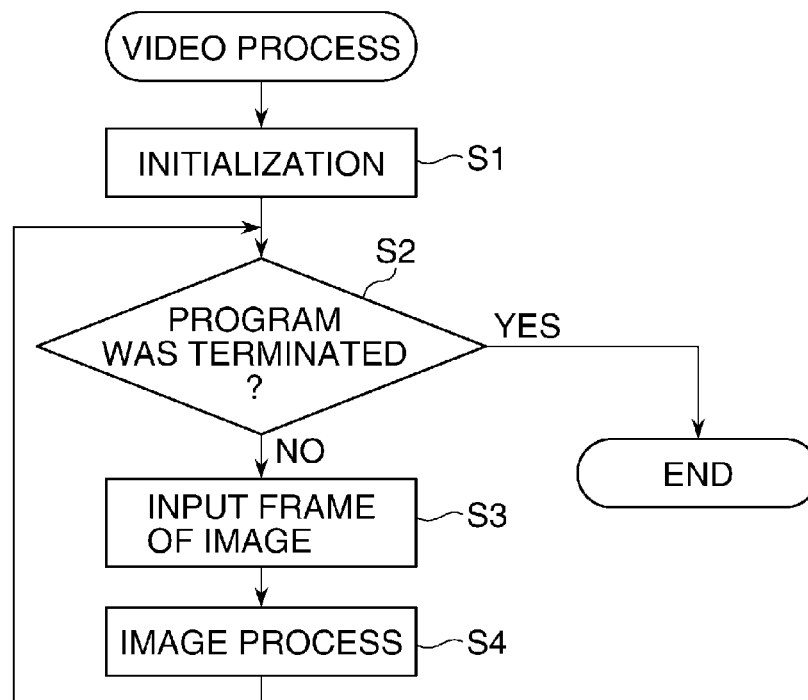 VIDEO PROCESS
INITIALIZATION
S1
S2
PROGRAM
WAS TERMINATED
?
YES
NO
END
INPUT FRAME
OF IMAGE
S3
IMAGE PROCESS
S4